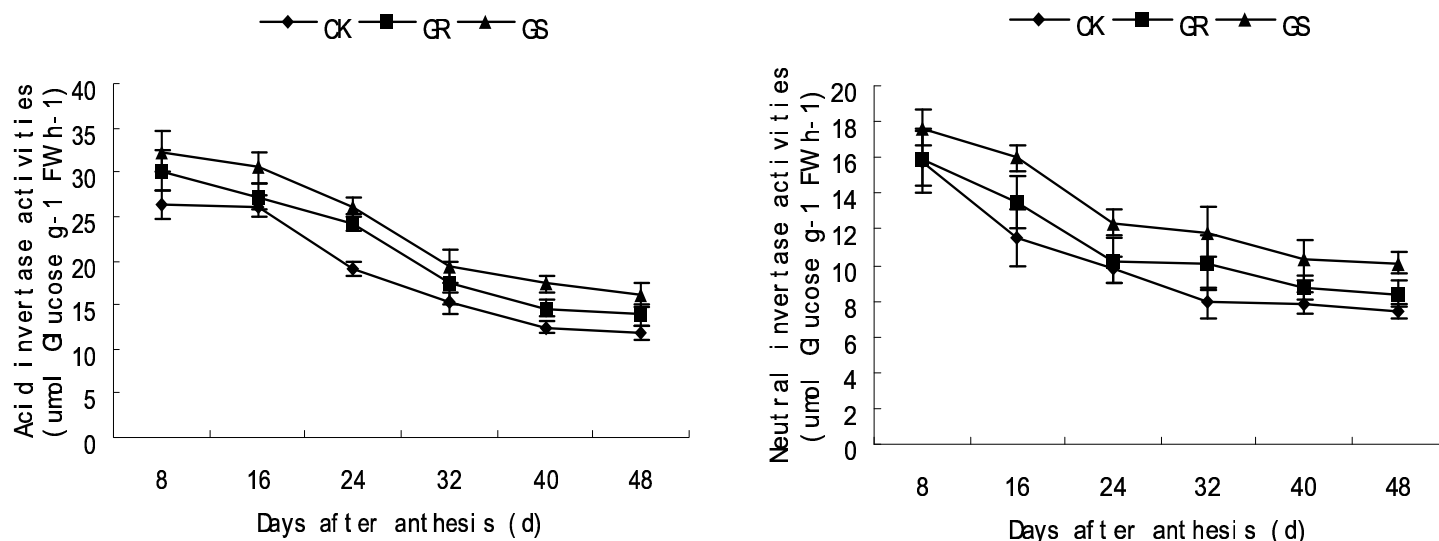 CK GR GS
Acid invertase activities
(umol Glucose g-1 FWh-1)
40
35
30
25
20
15
10
5
0
8 16 24 32 40 48
Days after anthesis (d)
CK GR GS
Neutral invertase activities
(umol Glucose g-1 FWh-1)
20
18
16
14
12
10
8
6
4
2
0
8 16 24 32 40 48
Days after anthesis (d)